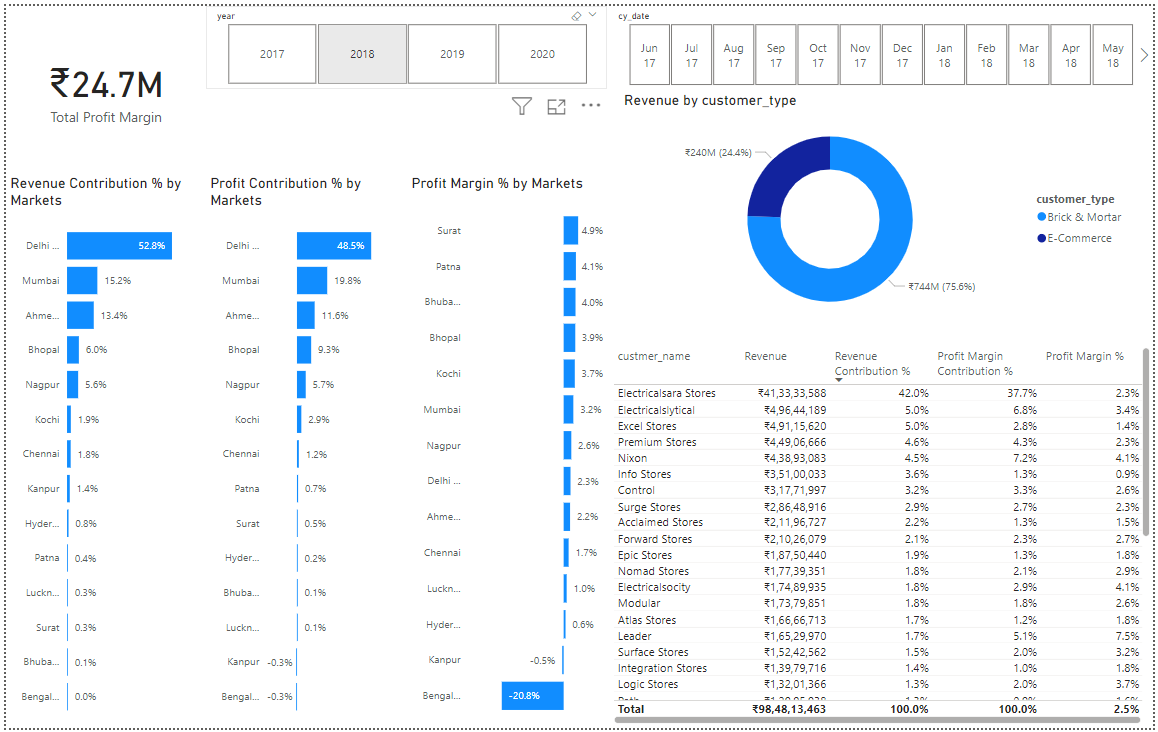 year
2017 2018 2019 2020
cy_date
Jun 17 Jul 17 Aug 17 Sep 17 Oct 17 Nov 17 Dec 17 Jan 18 Feb 18 Mar 18 Apr 18 May 18
₹24.7M
Total Profit Margin
Revenue Contribution % by
Markets
Delhi ... 52.8%
Mumbai 15.2%
Ahme... 13.4%
Bhopal 6.0%
Nagpur 5.6%
Kochi 1.9%
Chennai 1.8%
Kanpur 1.4%
Hyder... 0.8%
Patna 0.4%
Luckn... 0.3%
Surat 0.3%
Bhuba... 0.1%
Bengal... 0.0%
Profit Contribution % by
Markets
Delhi ... 48.5%
Mumbai 19.8%
Ahme... 11.6%
Bhopal 9.3%
Nagpur 5.7%
Kochi 2.9%
Chennai 1.2%
Patna 0.7%
Surat 0.5%
Hyder... 0.2%
Bhuba... 0.1%
Luckn... 0.1%
Kanpur -0.3%
Bengal... -0.3%
Profit Margin % by Markets
Surat 4.9%
Patna 4.1%
Bhuba... 4.0%
Bhopal 3.9%
Kochi 3.7%
Mumbai 3.2%
Nagpur 2.6%
Delhi ... 2.3%
Ahme... 2.2%
Chennai 1.7%
Luckn... 1.0%
Hyder... 0.6%
Kanpur -0.5%
Bengal... -20.8%
Revenue by customer_type
₹240M (24.4%)
₹744M (75.6%)
customer_type
Brick & Mortar
E-Commerce
custmer_name Revenue Revenue Contribution % Profit Margin Contribution % Profit Margin %
Electricalsara Stores ₹41,33,33,588 42.0% 37.7% 2.3%
Electricalslytical ₹4,96,44,189 5.0% 6.8% 3.4%
Excel Stores ₹4,91,15,620 5.0% 2.8% 1.4%
Premium Stores ₹4,49,06,666 4.6% 4.3% 2.3%
Nixon ₹4,38,93,083 4.5% 7.2% 4.1%
Info Stores ₹3,51,00,033 3.6% 1.3% 0.9%
Control ₹3,17,71,997 3.2% 3.3% 2.6%
Surge Stores ₹2,86,48,916 2.9% 2.7% 2.3%
Acclaimed Stores ₹2,11,96,727 2.2% 1.3% 1.5%
Forward Stores ₹2,10,26,079 2.1% 2.3% 2.7%
Epic Stores ₹1,87,50,440 1.9% 1.3% 1.8%
Nomad Stores ₹1,77,39,351 1.8% 2.1% 2.9%
Electricalsocity ₹1,74,89,935 1.8% 2.9% 4.1%
Modular ₹1,73,79,851 1.8% 1.8% 2.6%
Atlas Stores ₹1,66,66,713 1.7% 1.2% 1.8%
Leader ₹1,65,29,970 1.7% 5.1% 7.5%
Surface Stores ₹1,52,42,562 1.5% 2.0% 3.2%
Integration Stores ₹1,39,79,716 1.4% 1.0% 1.8%
Logic Stores ₹1,32,01,366 1.3% 2.0% 3.7%
Total ₹98,48,13,463 100.0% 100.0% 2.5%